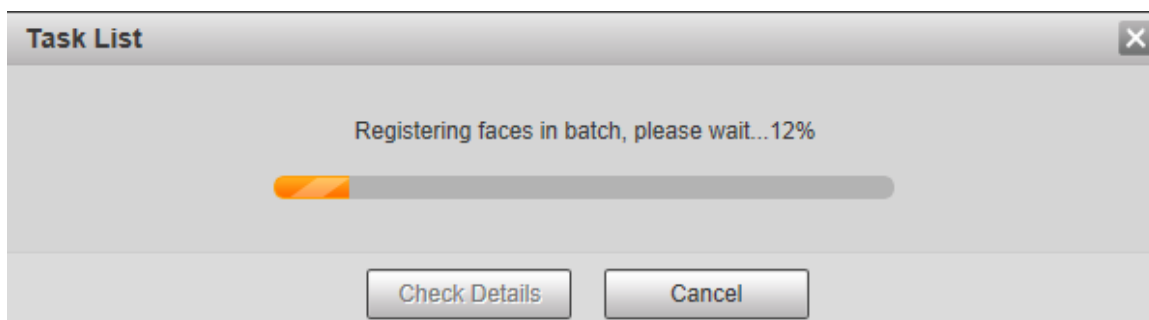 Task List
Registering faces in batch, please wait...12%
Check Details
Cancel